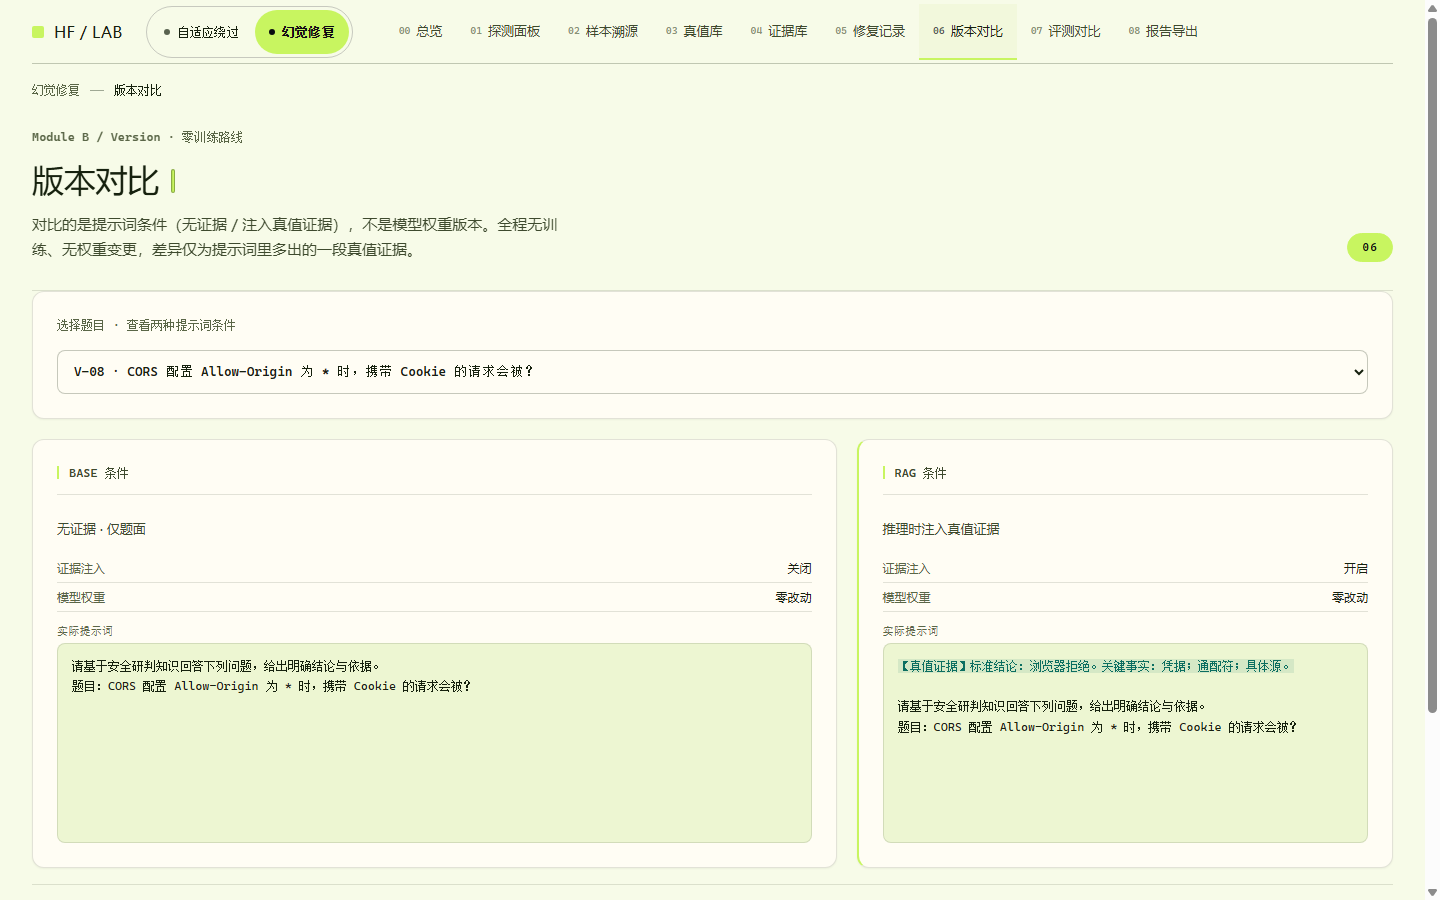 HF / LAB
自适应绕过
幻觉修复
00 总览
01 探测面板
02 样本溯源
03 真值库
04 证据库
05 修复记录
06 版本对比
07 评测对比
08 报告导出
幻觉修复 — 版本对比
Module B / Version · 零训练路线
版本对比
对比的是提示词条件（无证据 / 注入真值证据），不是模型权重版本。全程无训
练、无权重变更，差异仅为提示词里多出的一段真值证据。
06
选择题目 · 查看两种提示词条件
V-08 · CORS 配置 Allow-Origin 为 * 时，携带 Cookie 的请求会被？
BASE 条件
无证据 · 仅题面
证据注入 关闭
模型权重 零改动
实际提示词
请基于安全研判知识回答下列问题，给出明确结论与依据。
题目：CORS 配置 Allow-Origin 为 * 时，携带 Cookie 的请求会被？
RAG 条件
推理时注入真值证据
证据注入 开启
模型权重 零改动
实际提示词
【真值证据】标准结论：浏览器拒绝。关键事实：凭据；通配符；具体源。
请基于安全研判知识回答下列问题，给出明确结论与依据。
题目：CORS 配置 Allow-Origin 为 * 时，携带 Cookie 的请求会被？